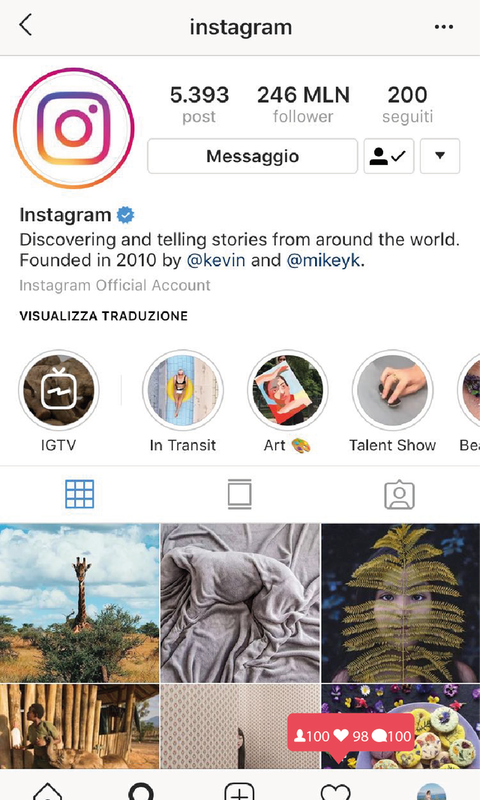 instagram
5.393 246 MLN 200
post follower seguiti
Messaggio
Instagram
Discovering and telling stories from around the world.
Founded in 2010 by @kevin and @mikeyk.
Instagram Official Account
VISUALIZZA TRADUZIONE
IGTV In Transit Art 🎨 Talent Show Bea
100 98 100